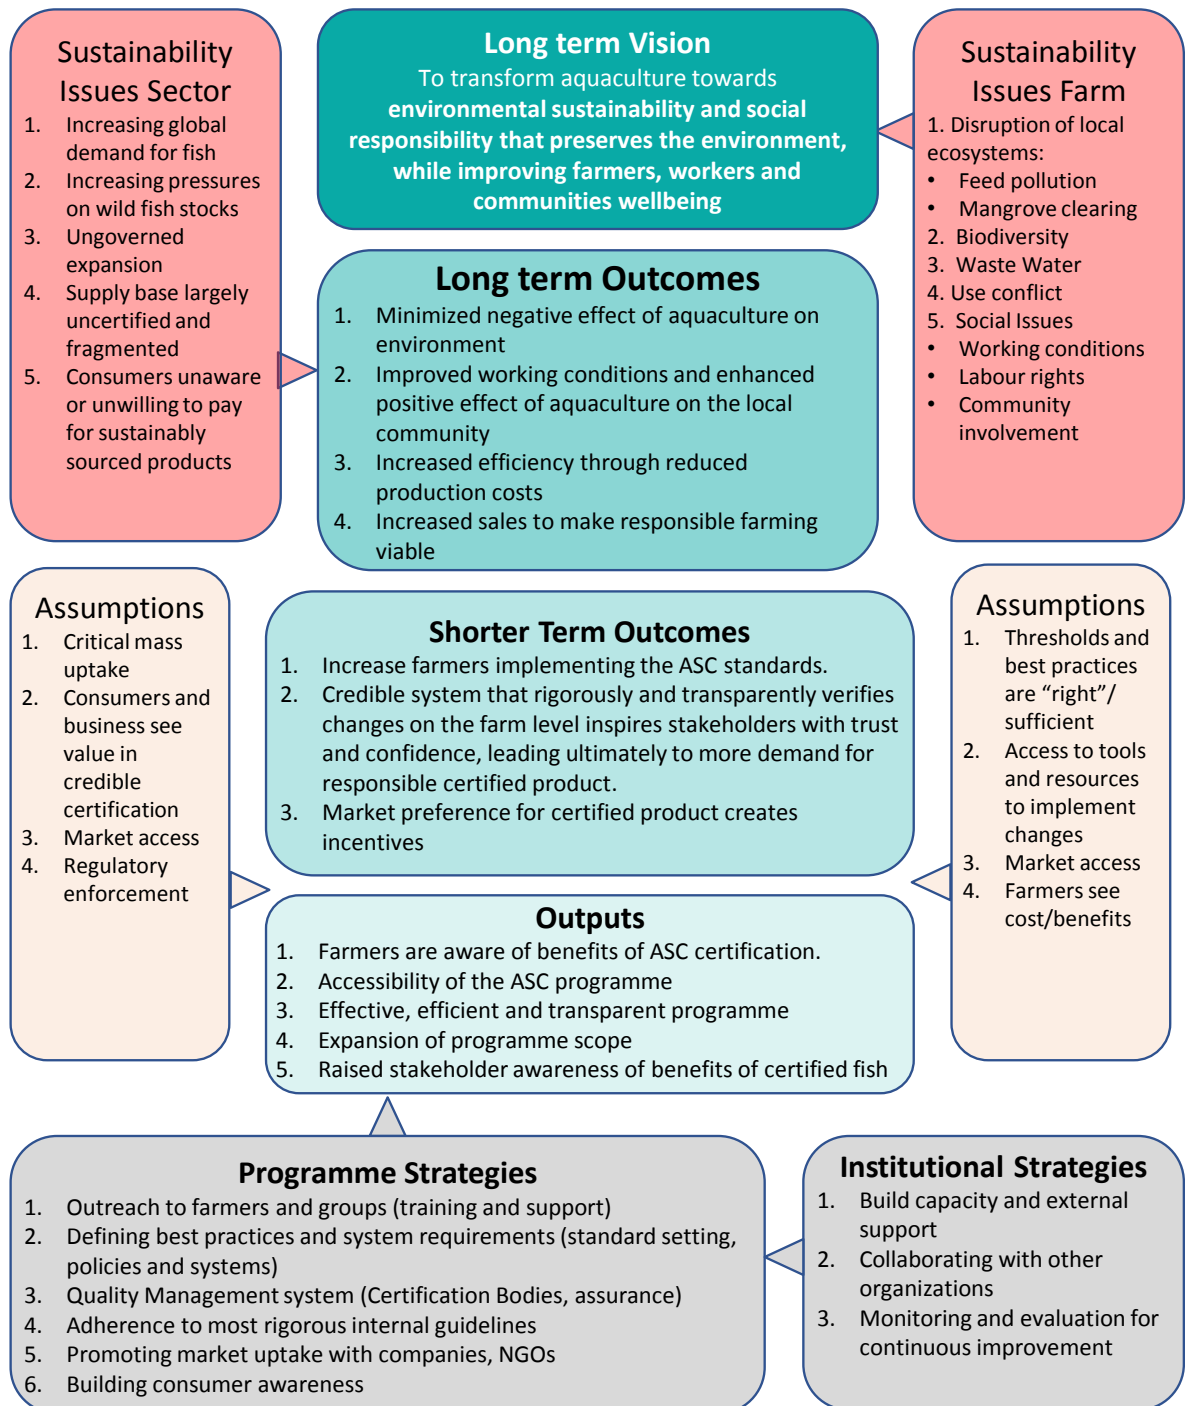 Sustainability
Issues Sector
1. Increasing global
demand for fish
2. Increasing pressures
on wild fish stocks
3. Ungoverned
expansion
4. Supply base largely
uncertified and
fragmented
5. Consumers unaware
or unwilling to pay
for sustainably
sourced products
Long term Vision
To transform aquaculture towards
environmental sustainability and social
responsibility that preserves the environment,
while improving farmers, workers and
communities wellbeing
Sustainability
Issues Farm
1. Disruption of local
ecosystems:
• Feed pollution
• Mangrove clearing
2. Biodiversity
3. Waste Water
4. Use conflict
5. Social Issues
• Working conditions
• Labour rights
• Community
involvement
Long term Outcomes
1. Minimized negative effect of aquaculture on
environment
2. Improved working conditions and enhanced
positive effect of aquaculture on the local
community
3. Increased efficiency through reduced
production costs
4. Increased sales to make responsible farming
viable
Assumptions
1. Critical mass
uptake
2. Consumers and
business see
value in
credible
certification
3. Market access
4. Regulatory
enforcement
Shorter Term Outcomes
1. Increase farmers implementing the ASC standards.
2. Credible system that rigorously and transparently verifies
changes on the farm level inspires stakeholders with trust
and confidence, leading ultimately to more demand for
responsible certified product.
3. Market preference for certified product creates
incentives
Assumptions
1. Thresholds and
best practices
are “right”/
sufficient
2. Access to tools
and resources
to implement
changes
3. Market access
4. Farmers see
cost/benefits
Outputs
1. Farmers are aware of benefits of ASC certification.
2. Accessibility of the ASC programme
3. Effective, efficient and transparent programme
4. Expansion of programme scope
5. Raised stakeholder awareness of benefits of certified fish
Programme Strategies
1. Outreach to farmers and groups (training and support)
2. Defining best practices and system requirements (standard setting,
policies and systems)
3. Quality Management system (Certification Bodies, assurance)
4. Adherence to most rigorous internal guidelines
5. Promoting market uptake with companies, NGOs
6. Building consumer awareness
Institutional Strategies
1. Build capacity and external
support
2. Collaborating with other
organizations
3. Monitoring and evaluation for
continuous improvement